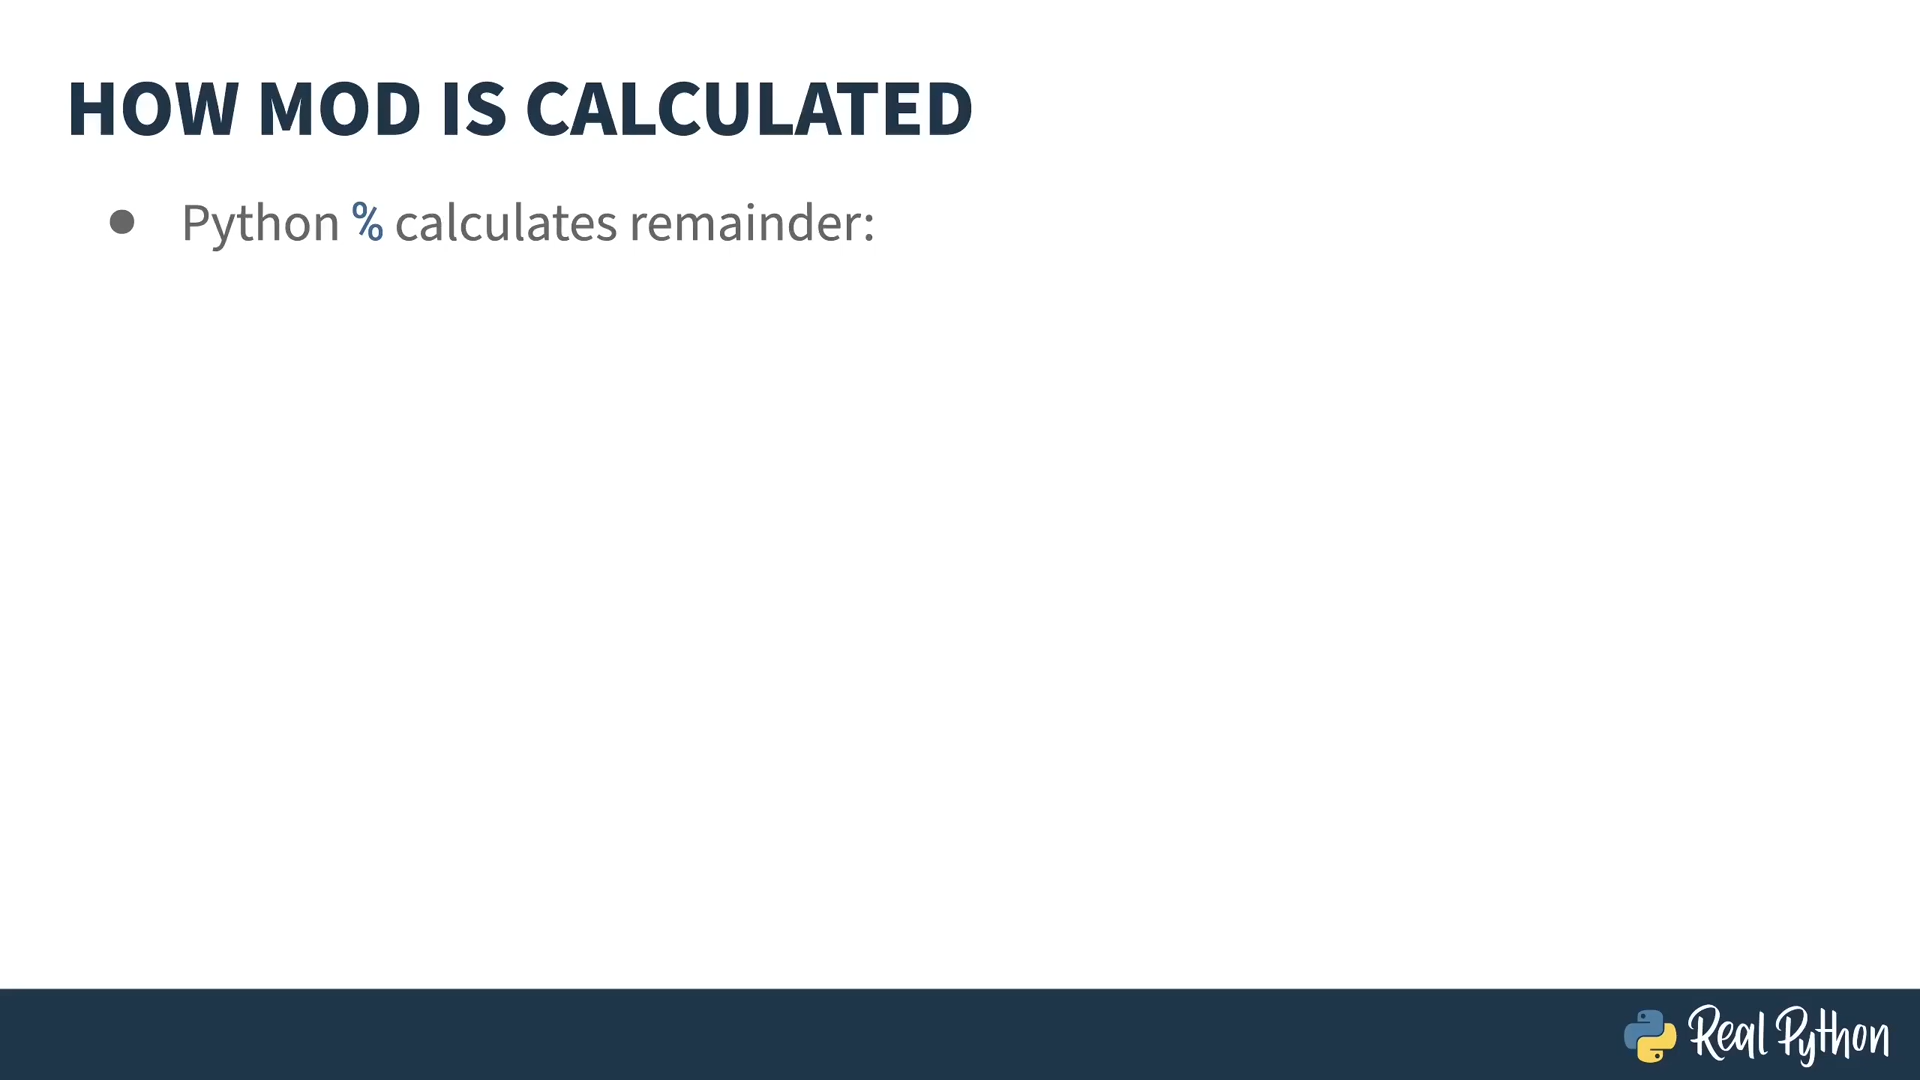 HOW MOD IS CALCULATED
● Python % calculates remainder:
Real Python